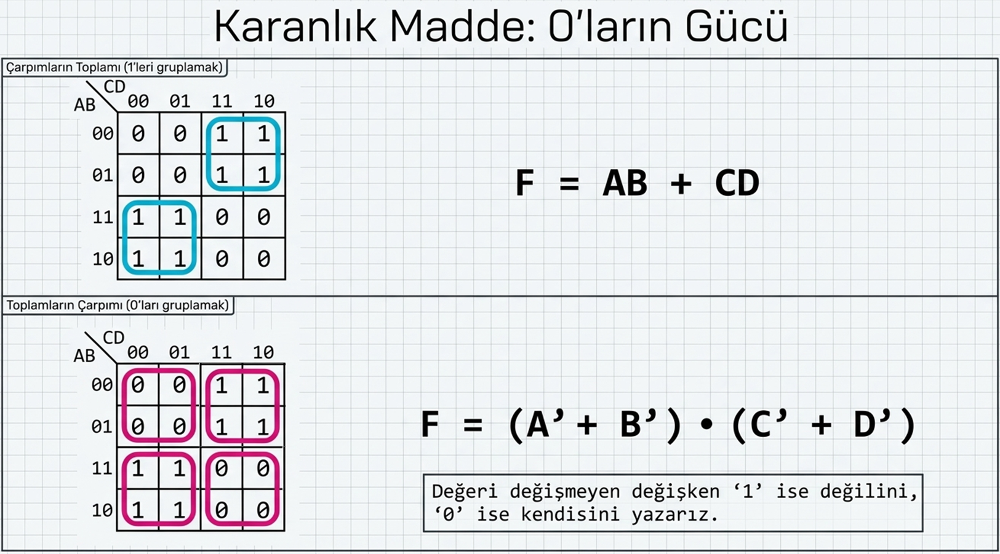 Karanlık Madde: 0’ların Gücü
Çarpımların Toplamı (1’leri gruplamak)
CD
AB 00 01 11 10
00 0 0 1 1
01 0 0 1 1
11 1 1 0 0
10 1 1 0 0
F = AB + CD
Toplamların Çarpımı (0’ları gruplamak)
CD
AB 00 01 11 10
00 0 0 1 1
01 0 0 1 1
11 1 1 0 0
10 1 1 0 0
F = (A’+ B’) • (C’ + D’)
Değeri değişmeyen değişken ‘1’ ise değilini,
‘0’ ise kendisini yazarız.